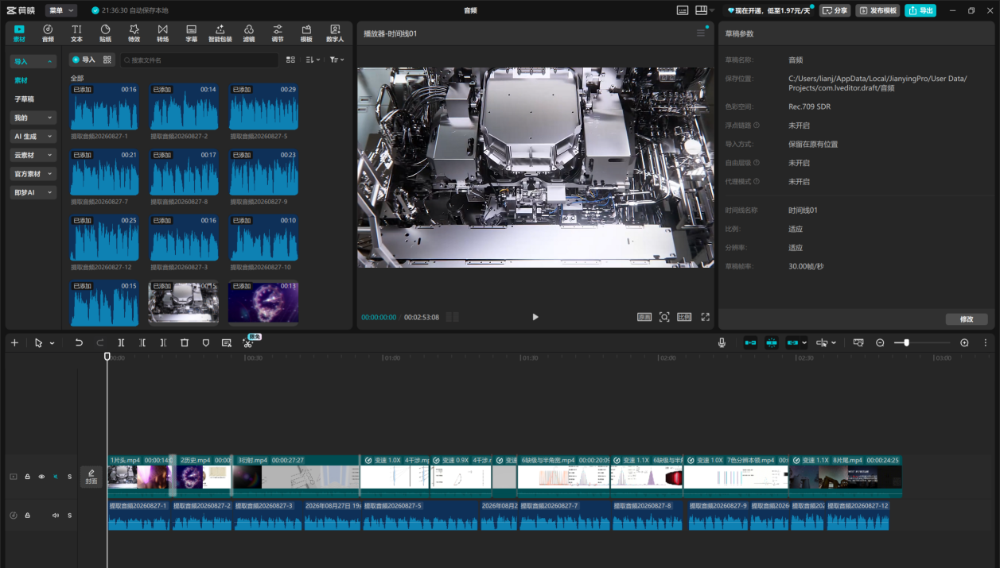 剪映
菜单
21:36:30 自动保存本地
音频
现在开通，低至1.97元/天
分享
发布模板
导出
素材
音频
文本
贴纸
特效
转场
字幕
智能包装
滤镜
调节
模板
数字人
导入
素材
子草稿
我的
AI 生成
云素材
官方素材
即梦AI
导入
搜索文件名
全部
已添加 00:16
提取音频20260827-1
已添加 00:14
提取音频20260827-2
已添加 00:29
提取音频20260827-5
已添加 00:21
提取音频20260827-7
已添加 00:17
提取音频20260827-8
已添加 00:23
提取音频20260827-9
已添加 00:25
提取音频20260827-12
已添加 00:16
提取音频20260827-3
已添加 00:10
提取音频20260827-10
已添加 00:15
已添加 00:15
已添加 00:13
播放器-时间线01
00:00:00:00 / 00:02:53:08
比例
草稿参数
草稿名称: 音频
保存位置: C:/Users/lianj/AppData/Local/JianyingPro/User Data/
Projects/com.lveditor.draft/音频
色彩空间: Rec.709 SDR
浮点链路 未开启
导入方式: 保留在原有位置
自由层级 未开启
代理模式 未开启
时间线名称 时间线01
比例: 适应
分辨率: 适应
草稿帧率: 30.00帧/秒
修改
限免
00:00 00:30 01:00 01:30 02:00 02:30 03:00
封面
S
1片头.mp4 00:00:14:0
2历史.mp4 00:00:
3衍射.mp4 00:00:27:27
变速 1.0X 4干涉.mp
变速 0.9X 4干涉.r
变速
6缺级与半角宽.mp4 00:00:20:09
变速 1.1X 6缺级与半
变速 1.0X 7色分辨本领.mp4 00:
变速 1.1X 8片尾.mp4 00:00:24:25
S
提取音频20260827-1
提取音频20260827-2
提取音频20260827-3
2026年08月27日 19
提取音频20260827-5
2026年08月2
提取音频20260827-7
提取音频20260827-8
提取音频20260827-9
提取音频2026
提取音频202
提取音频20260827-12